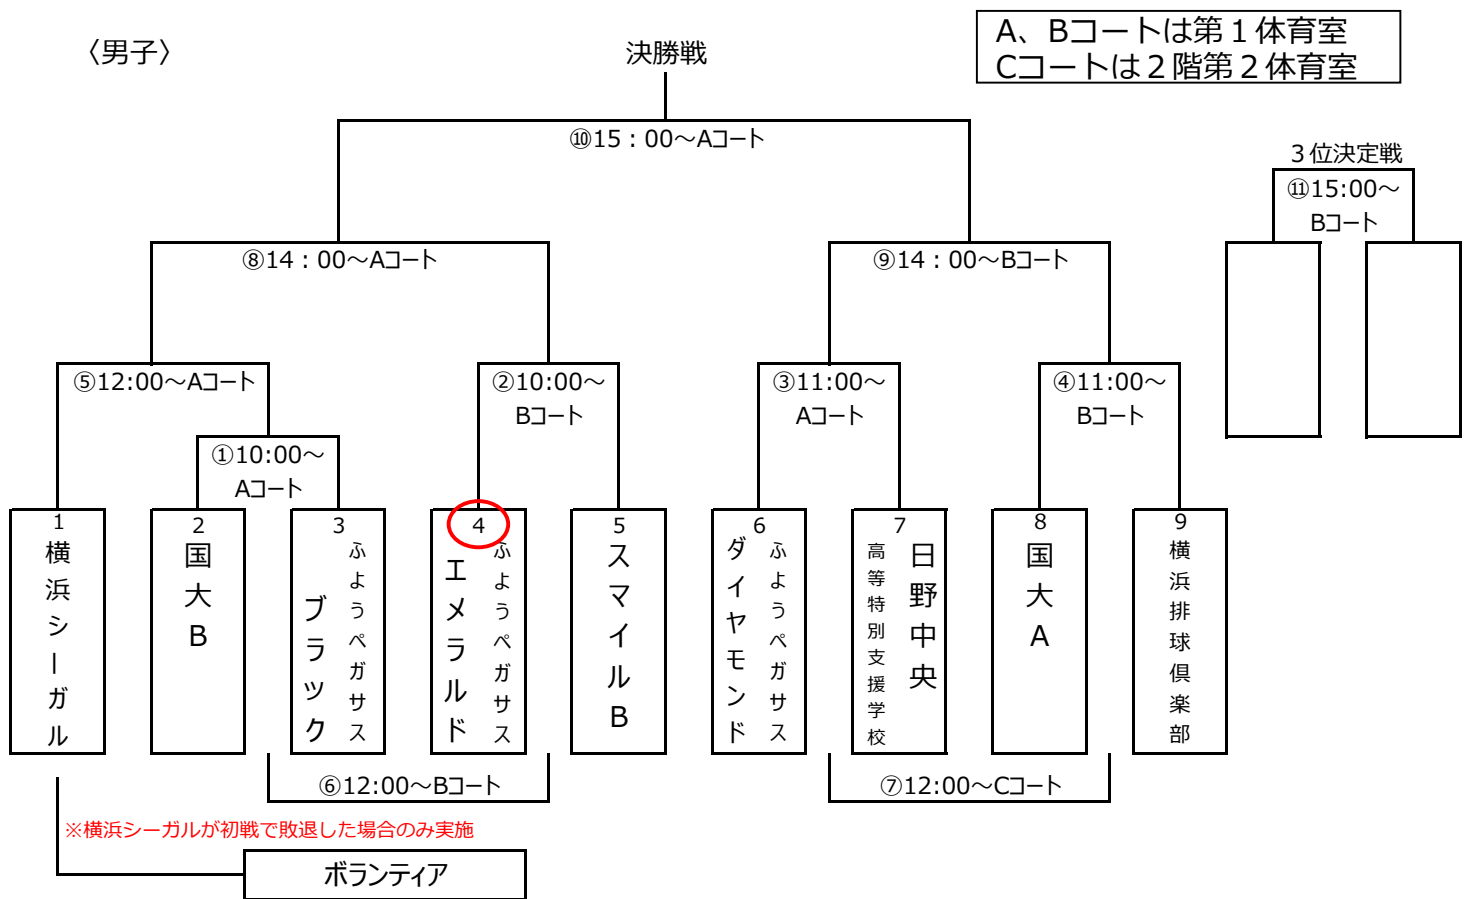 〈男子〉
決勝戦
A、Bコートは第１体育室
Cコートは２階第２体育室
⑩15：00～Aコート
３位決定戦
⑪15:00～
Bコート
⑧14：00～Aコート
⑨14：00～Bコート
⑤12:00～Aコート
②10:00～
Bコート
③11:00～
Aコート
④11:00～
Bコート
①10:00～
Aコート
1
横浜シーガル
2
国大B
3
ふようペガサス
ブラック
4
ふようペガサス
エメラルド
5
スマイルB
6
ふようペガサス
ダイヤモンド
7
日野中央
高等特別支援学校
8
国大A
9
横浜排球倶楽部
⑥12:00～Bコート
⑦12:00～Cコート
※横浜シーガルが初戦で敗退した場合のみ実施
ボランティア